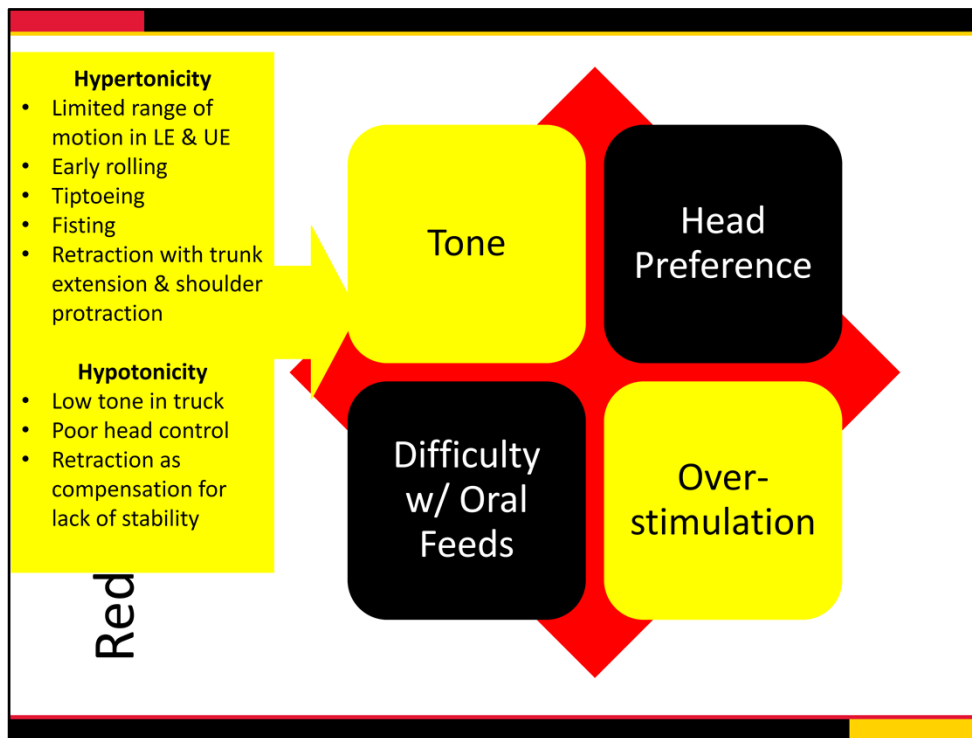 Hypertonicity
• Limited range of
motion in LE & UE
• Early rolling
• Tiptoeing
• Fisting
• Retraction with trunk
extension & shoulder
protraction
Hypotonicity
• Low tone in truck
• Poor head control
• Retraction as
compensation for
lack of stability
Red
Tone
Head
Preference
Difficulty
w/ Oral
Feeds
Over-
stimulation